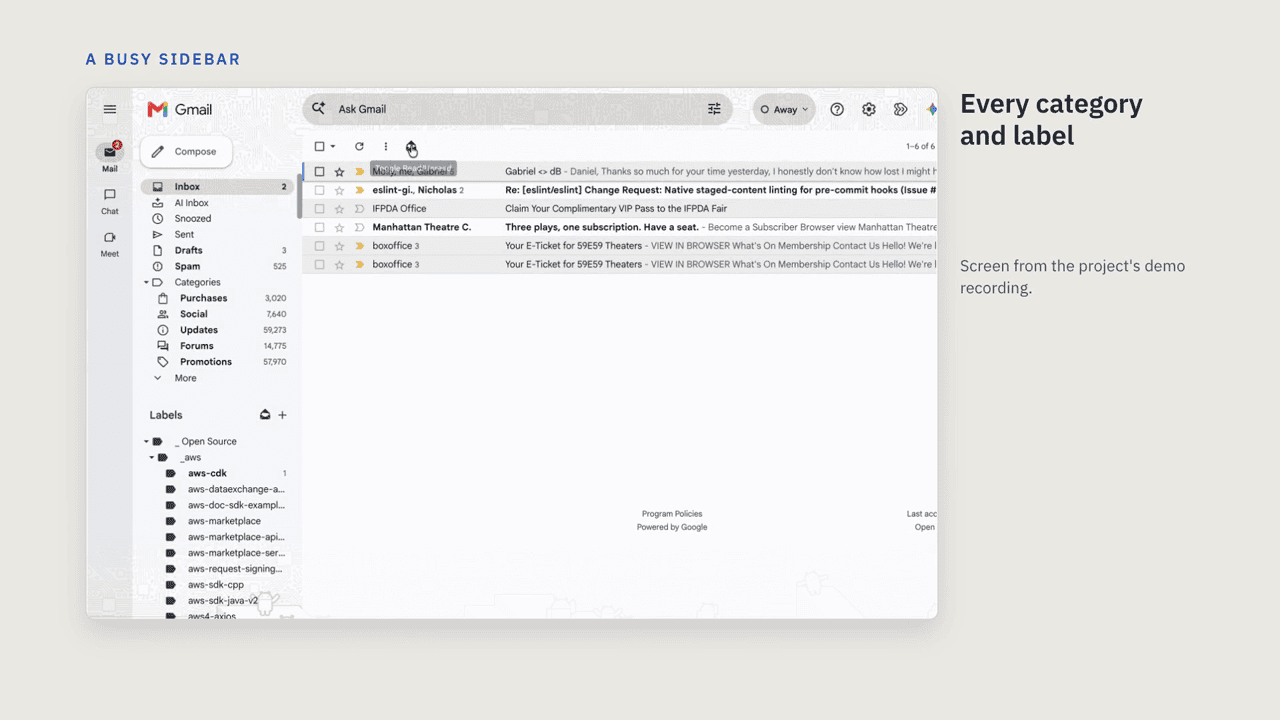 A BUSY SIDEBAR
Every category
and label
Screen from the project's demo
recording.
Gmail
Ask Gmail
Away
2
Mail
Chat
Meet
Compose
1–6 of 6
Inbox 2
AI Inbox
Snoozed
Sent
Drafts 3
Spam 525
Categories
Purchases 3,020
Social 7,640
Updates 59,273
Forums 14,775
Promotions 57,970
More
Labels
_ Open Source
_aws
aws-cdk 1
aws-dataexchange-a...
aws-doc-sdk-exampl...
aws-marketplace
aws-marketplace-api...
aws-marketplace-ser...
aws-request-signing...
aws-sdk-cpp
aws-sdk-java-v2
aws4-axios
Molly, me, Gabriel Gabriel <> dB - Daniel, Thanks so much for your time yesterday, I honestly don't know how lost I might
eslint-gi., Nicholas 2 Re: [eslint/eslint] Change Request: Native staged-content linting for pre-commit hooks (Issue #
IFPDA Office Claim Your Complimentary VIP Pass to the IFPDA Fair
Manhattan Theatre C. Three plays, one subscription. Have a seat. - Become a Subscriber Browser view Manhattan Theatre
boxoffice 3 Your E-Ticket for 59E59 Theaters - VIEW IN BROWSER What's On Membership Contact Us Hello! We're
boxoffice 3 Your E-Ticket for 59E59 Theaters - VIEW IN BROWSER What's On Membership Contact Us Hello! We're
Program Policies
Powered by Google
Last acc
Open